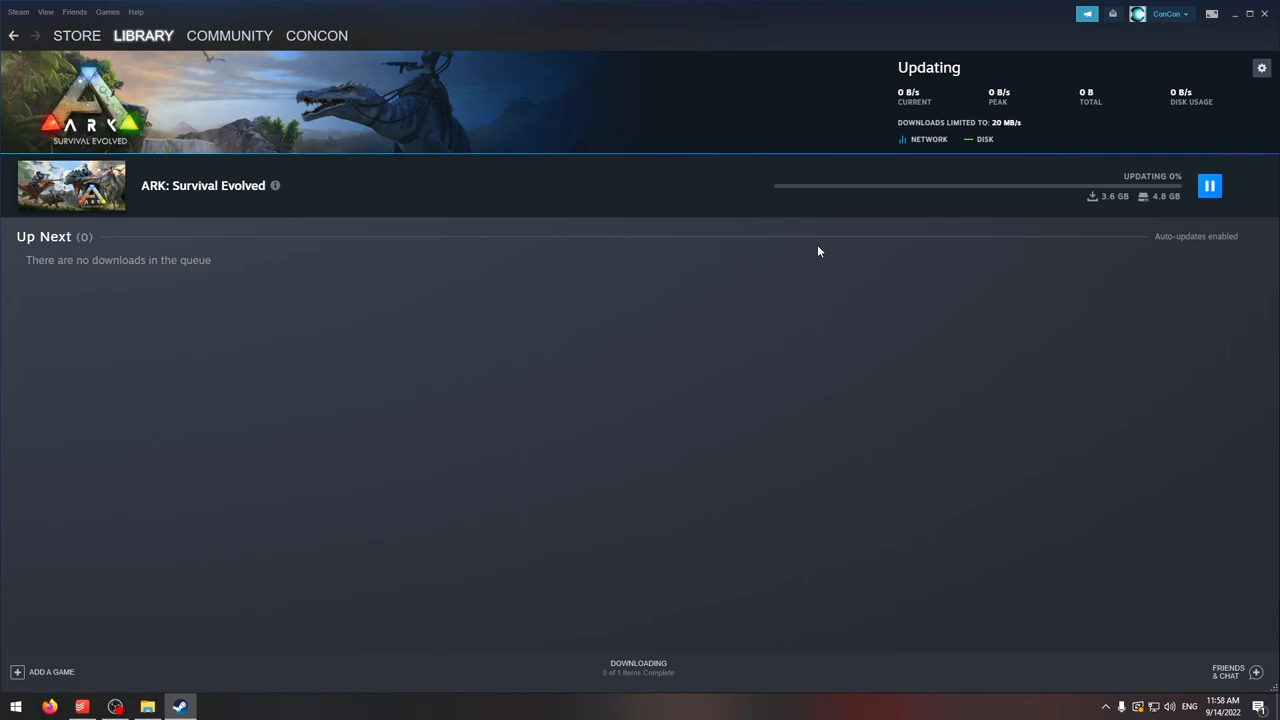 Steam View Friends Games Help
ConCon
STORE LIBRARY COMMUNITY CONCON
ARK
SURVIVAL EVOLVED
Updating
0 B/s 0 B/s 0 B 0 B/s
CURRENT PEAK TOTAL DISK USAGE
DOWNLOADS LIMITED TO: 20 MB/s
NETWORK DISK
ARK: Survival Evolved
UPDATING 0%
3.6 GB 4.8 GB
Up Next (0)
Auto-updates enabled
There are no downloads in the queue
ADD A GAME
DOWNLOADING
0 of 1 Items Complete
FRIENDS
& CHAT
ENG
11:58 AM
9/14/2022